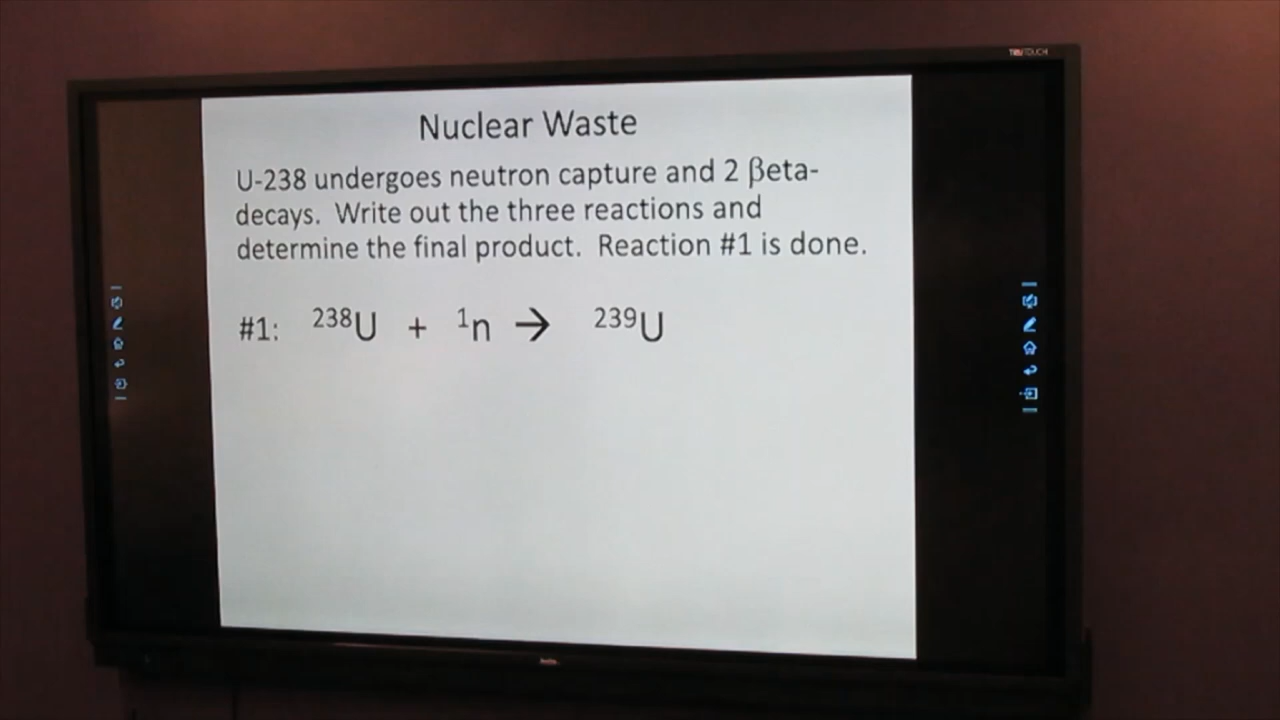 Nuclear Waste
U-238 undergoes neutron capture and 2 βeta-
decays. Write out the three reactions and
determine the final product. Reaction #1 is done.
#1: ²³⁸U + ¹n → ²³⁹U